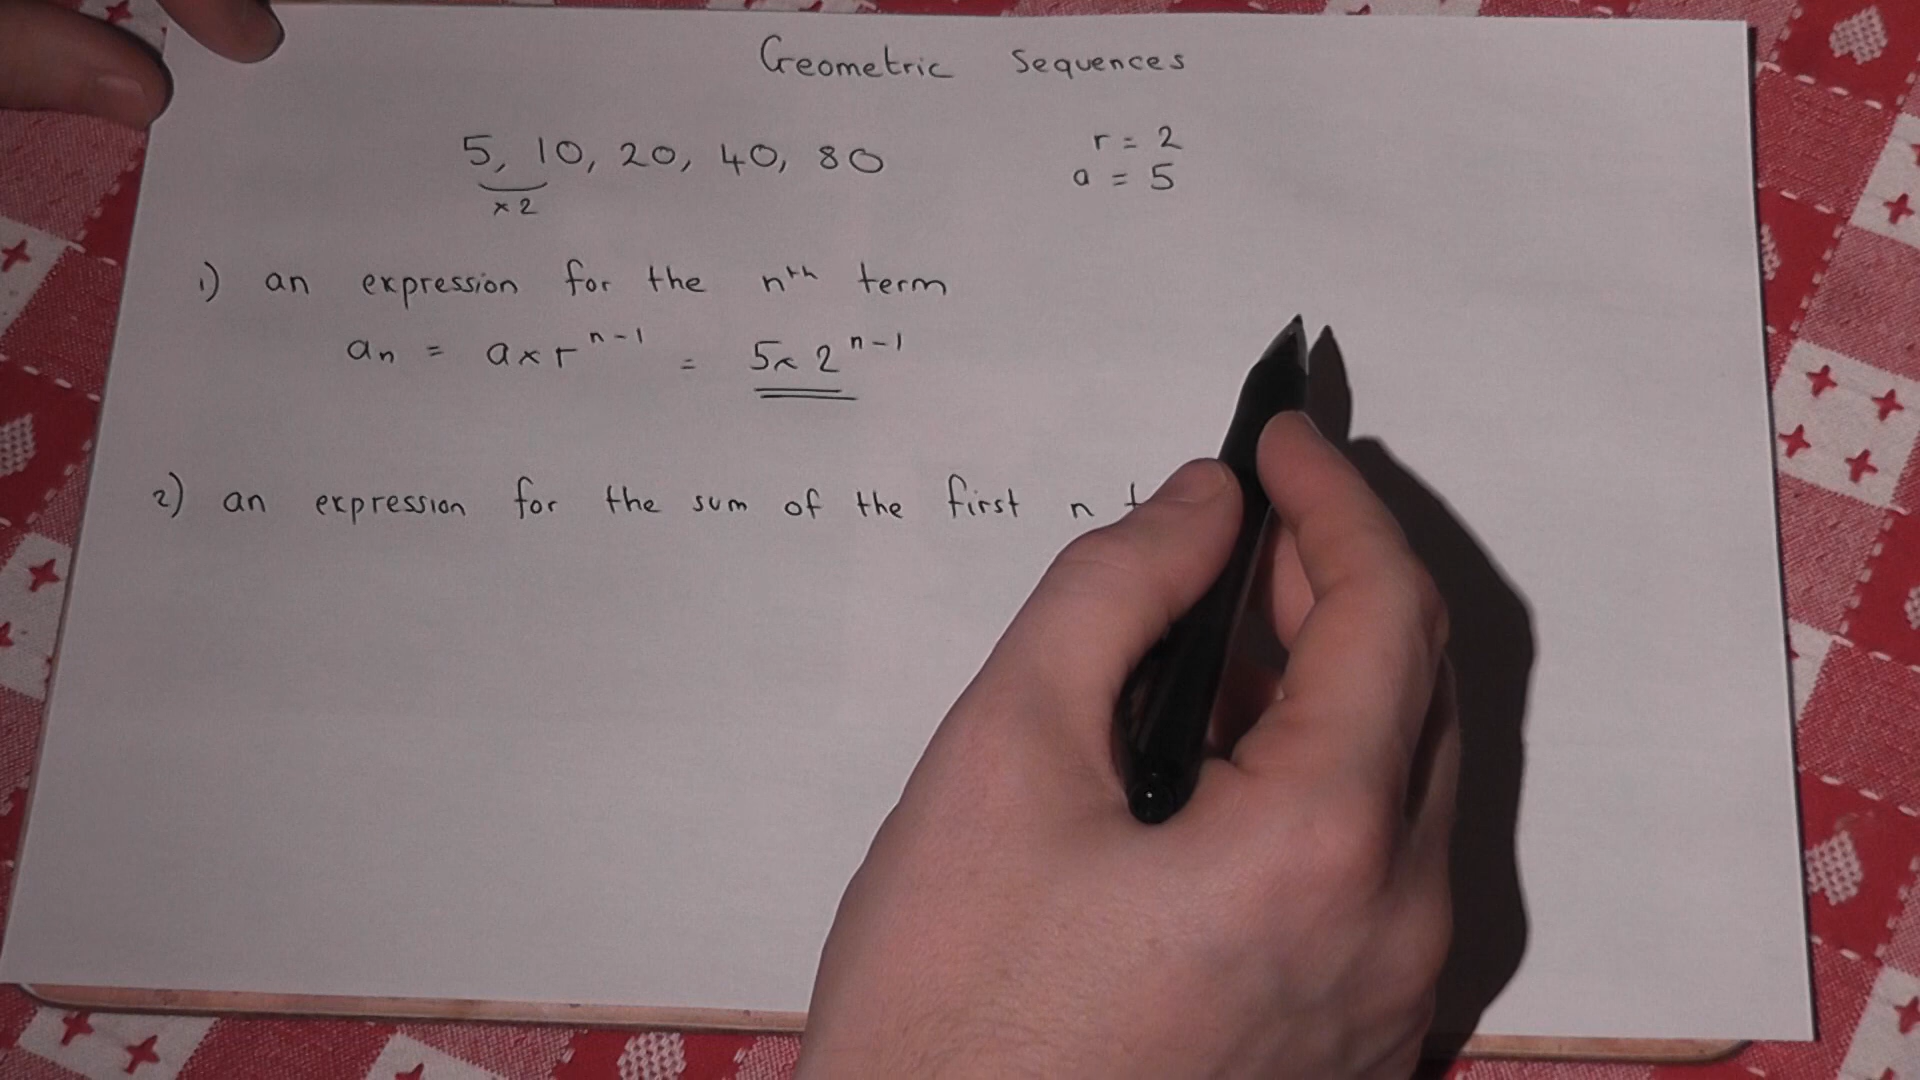 Geometric Sequences
5, 10, 20, 40, 80
r = 2
a = 5
x 2
1) an expression for the nth term
an = a x r^n-1 = 5 x 2^n-1
2) an expression for the sum of the first n